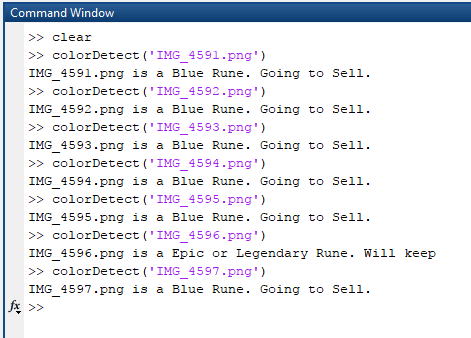 Command Window
>> clear
>> colorDetect('IMG_4591.png')
IMG_4591.png is a Blue Rune. Going to Sell.
>> colorDetect('IMG_4592.png')
IMG_4592.png is a Blue Rune. Going to Sell.
>> colorDetect('IMG_4593.png')
IMG_4593.png is a Blue Rune. Going to Sell.
>> colorDetect('IMG_4594.png')
IMG_4594.png is a Blue Rune. Going to Sell.
>> colorDetect('IMG_4595.png')
IMG_4595.png is a Blue Rune. Going to Sell.
>> colorDetect('IMG_4596.png')
IMG_4596.png is a Epic or Legendary Rune. Will keep
>> colorDetect('IMG_4597.png')
IMG_4597.png is a Blue Rune. Going to Sell.
fx >>